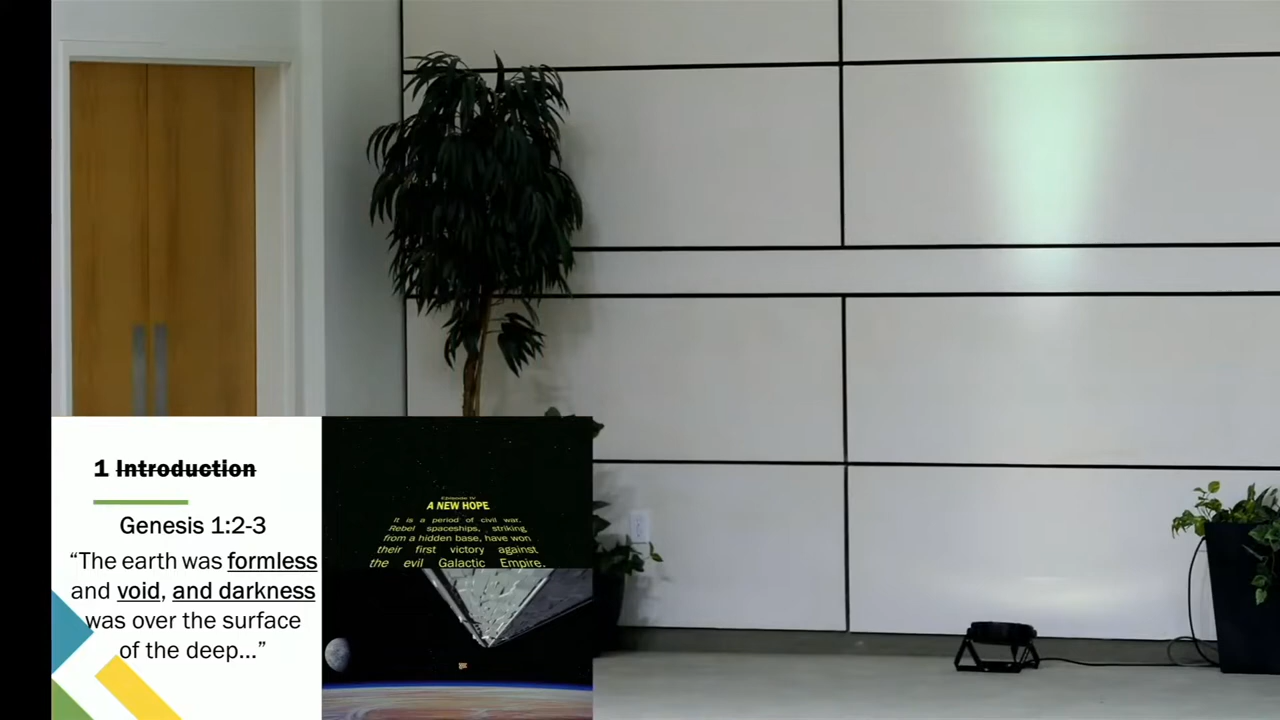 1 Introduction
Genesis 1:2-3
“The earth was formless
and void, and darkness
was over the surface
of the deep...”
A NEW HOPE
It is a period of civil war.
Rebel spaceships, striking
from a hidden base, have won
their first victory against
the evil Galactic Empire.